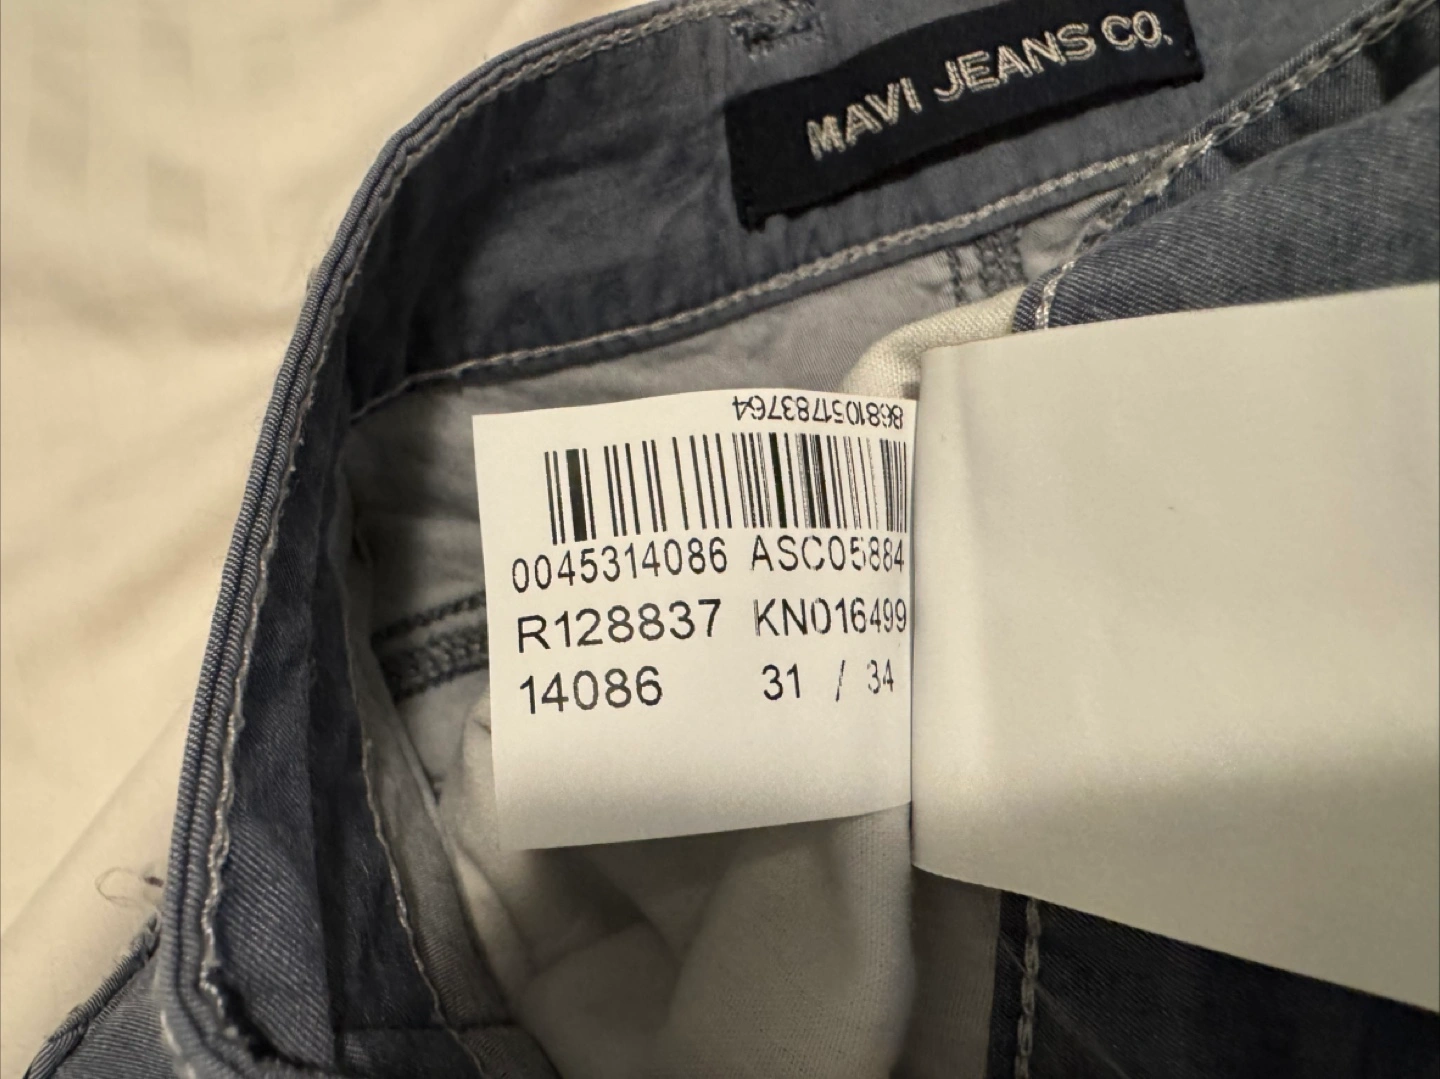 MAVI JEANS CO.
8681051783764
0045314086 ASC05884
R128837 KN016499
14086 31 / 34